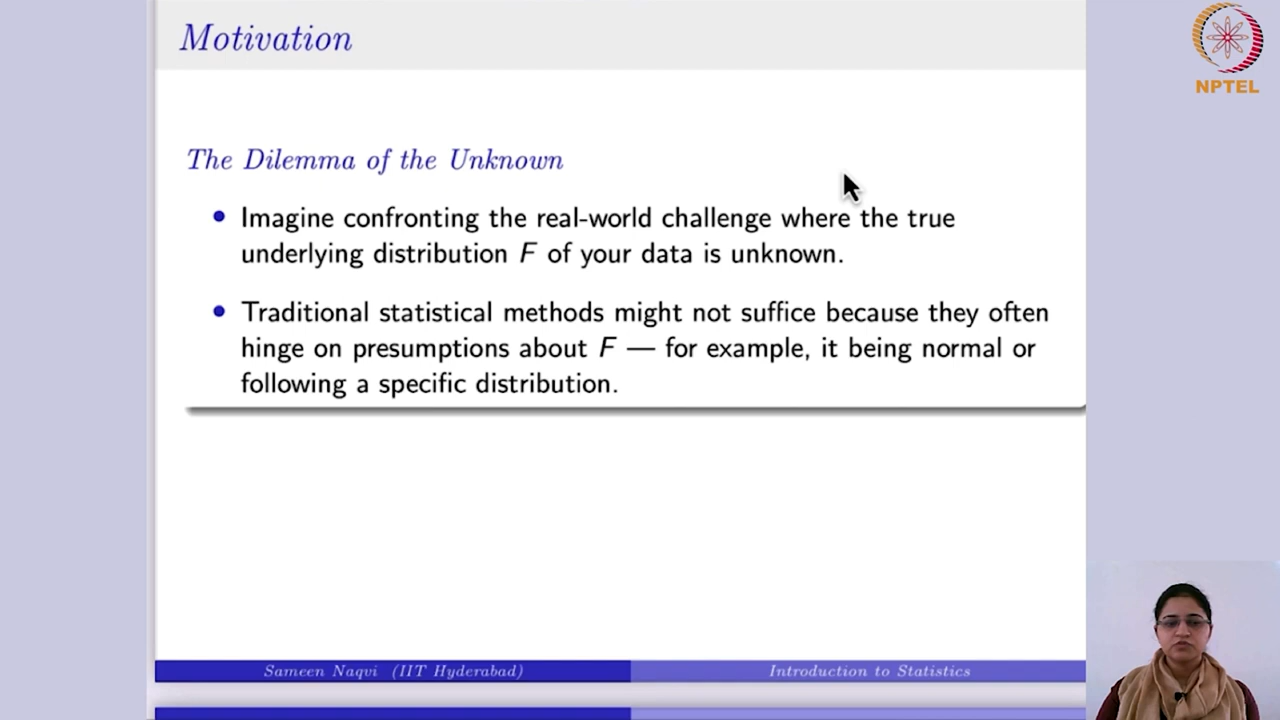 Motivation
NPTEL
The Dilemma of the Unknown
Imagine confronting the real-world challenge where the true
underlying distribution F of your data is unknown.
Traditional statistical methods might not suffice because they often
hinge on presumptions about F — for example, it being normal or
following a specific distribution.
Sameen Naqvi (IIT Hyderabad)
Introduction to Statistics